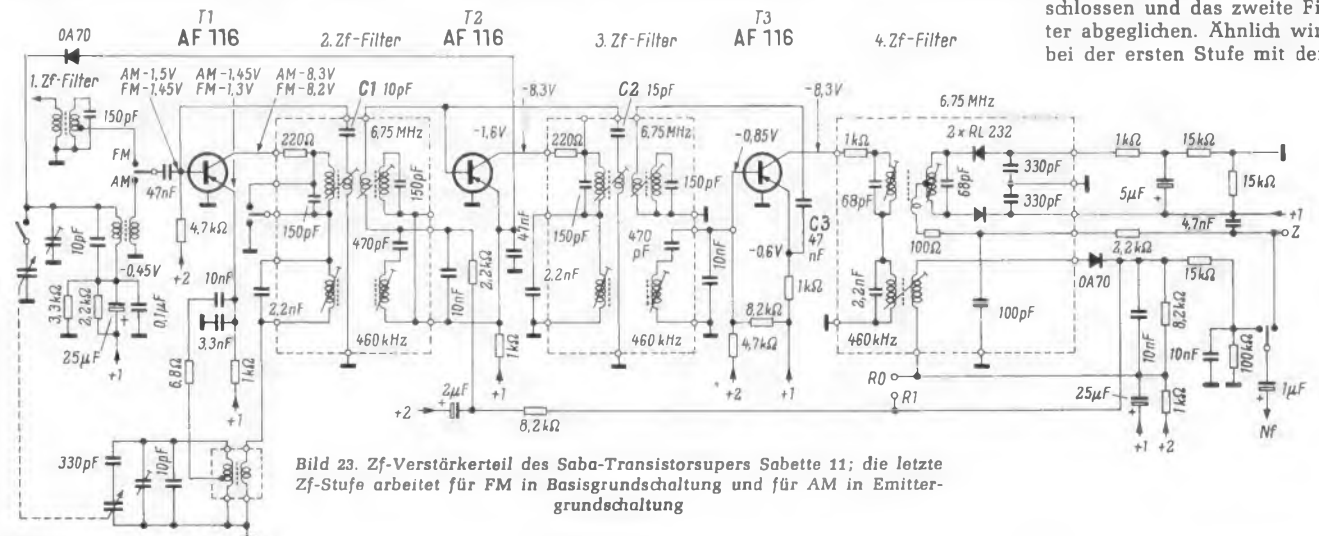 schlossen und das zweite Fi
ter abgeglichen. Ähnlich wir
bei der ersten Stufe mit de
T1
AF 116
2. Zf-Filter
T2
AF 116
3. Zf-Filter
T3
AF 116
4. Zf-Filter
0A70
1. Zf-Filter
150pF
AM-1,5V
FM-1,45V
AM-1,45V
FM-1,3V
AM-8,3V
FM-8,2V
C1 10pF
-8,3V
C2 15pF
-8,3V
6,75 MHz
2 x RL 232
FM
AM
47nF
220Ω
6,75 MHz
150pF
150pF
470pF
-1,6V
220Ω
6,75 MHz
150pF
150pF
470
pF
-0,85V
-0,6V
C3
47
nF
1kΩ
68pF
68pF
330pF
330pF
1kΩ
15kΩ
5µF
15kΩ
4,7nF
+1
Z
10pF
4,7kΩ
+2
-0,45V
3,3kΩ
2,2kΩ
0,1µF
25µF
+1
10nF
3,3nF
6,8Ω
1kΩ
+1
2,2nF
460kHz
10nF
2,2kΩ
47nF
1kΩ
+1
2,2nF
460kHz
10nF
8,2kΩ
4,7kΩ
+2
1kΩ
+1
100Ω
2,2nF
460kHz
100pF
2,2kΩ
0A70
15kΩ
8,2kΩ
10nF
10nF
100kΩ
1µF
Nf
25µF
1kΩ
+1
+2
R0
R1
+2
2µF
8,2kΩ
330pF
10pF
Bild 23. Zf-Verstärkerteil des Saba-Transistorsupers Sabette 11; die letzte
Zf-Stufe arbeitet für FM in Basisgrundschaltung und für AM in Emitter-
grundschaltung